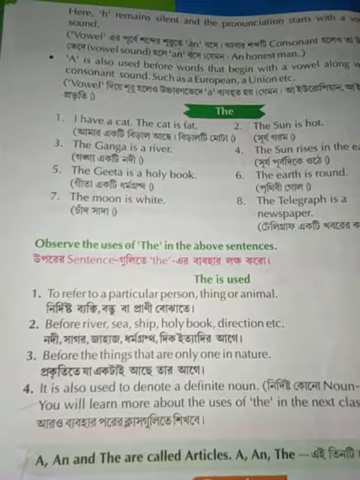 Here, 'h' remains silent and the pronunciation starts with a
sound.
('Vowel' এর পূর্বে শব্দের শুরুতে 'an' বসে। আবার শব্দটি Consonant হলেও
ভেদে (vowel sound) হলে 'an' বসে। যেমন : An honest man.)
• 'A' is also used before words that begin with a vowel along
consonant sound. Such as a European, a Union etc.
('Vowel' দিয়ে শুরু হলেও উচ্চারণভেদে 'a' ব্যবহৃত হয়। যেমন : আ ইউরোপিয়ান,
প্রভৃতি ।)
The
1. I have a cat. The cat is fat.
(আমার একটি বিড়াল আছে। বিড়ালটি মোটা ।)
2. The Sun is hot.
(সূর্য গরম ।)
3. The Ganga is a river.
(গঙ্গা একটি নদী ।)
4. The Sun rises in the
(সূর্য পূর্বদিকে ওঠে ।)
5. The Geeta is a holy book.
(গীতা একটি ধর্মগ্রন্থ ।)
6. The earth is round.
(পৃথিবী গোল ।)
7. The moon is white.
(চাঁদ সাদা ।)
8. The Telegraph is a
newspaper.
(টেলিগ্রাফ একটি খবরের
Observe the uses of 'The' in the above sentences.
উপরের Sentence-গুলিতে 'the'-এর ব্যবহার লক্ষ করো।
The is used
1. To refer to a particular person, thing or animal.
নির্দিষ্ট ব্যক্তি, বস্তু বা প্রাণী বোঝাতে।
2. Before river, sea, ship, holy book, direction etc.
নদী, সাগর, জাহাজ, ধর্মগ্রন্থ, দিক ইত্যাদির আগে।
3. Before the things that are only one in nature.
প্রকৃতিতে যা একটাই আছে তার আগে।
4. It is also used to denote a definite noun. (নির্দিষ্ট কোনো Noun-
You will learn more about the uses of 'the' in the next
আরও ব্যবহার পরের ক্লাসগুলিতে শিখবে।
A, An and The are called Articles. A, An, The — এই তিনটি